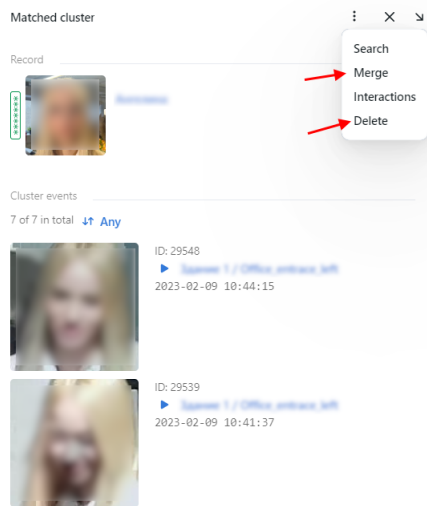 Matched cluster
Search
Record
Merge
Interactions
Delete
Cluster events
7 of 7 in total Any
ID: 29548
2023-02-09 10:44:15
ID: 29539
2023-02-09 10:41:37